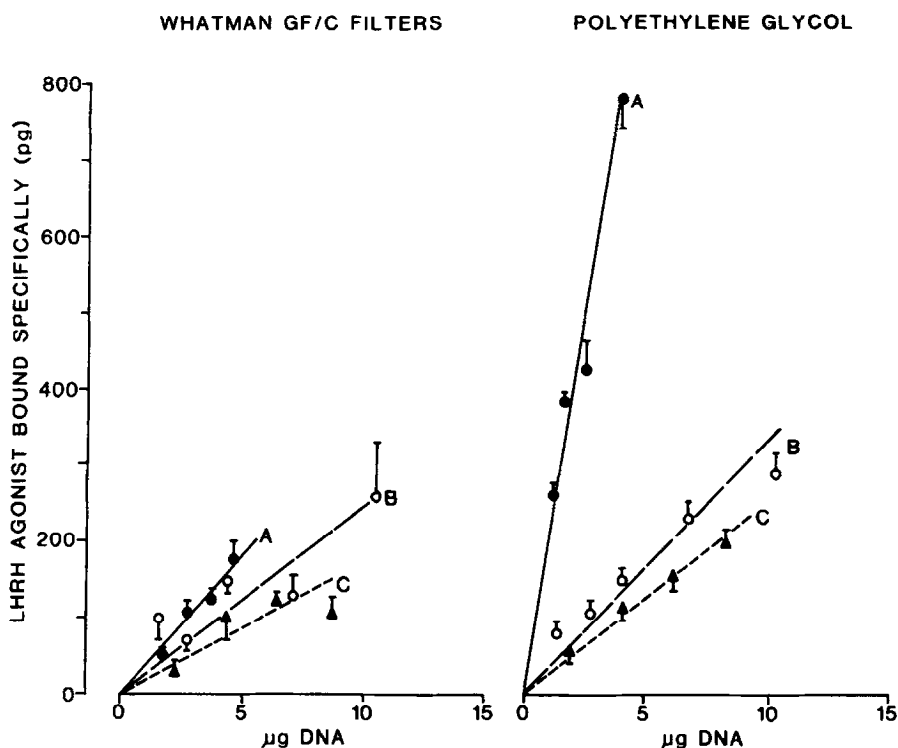 WHATMAN GF/C FILTERS
POLYETHYLENE GLYCOL
LHRH AGONIST BOUND SPECIFICALLY (pg)
800
600
400
200
0
A
B
C
0
5
10
15
µg DNA
A
B
C
0
5
10
15
µg DNA